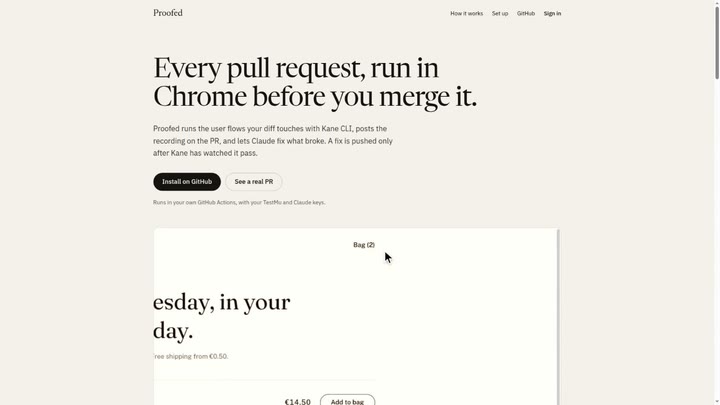 Proofed
How it works Set up GitHub Sign in
Every pull request, run in
Chrome before you merge it.
Proofed runs the user flows your diff touches with Kane CLI, posts the
recording on the PR, and lets Claude fix what broke. A fix is pushed only
after Kane has watched it pass.
Install on GitHub See a real PR
Runs in your own GitHub Actions, with your TestMu and Claude keys.
Bag (2)
esday, in your
day.
ree shipping from €0.50.
€14.50 Add to bag